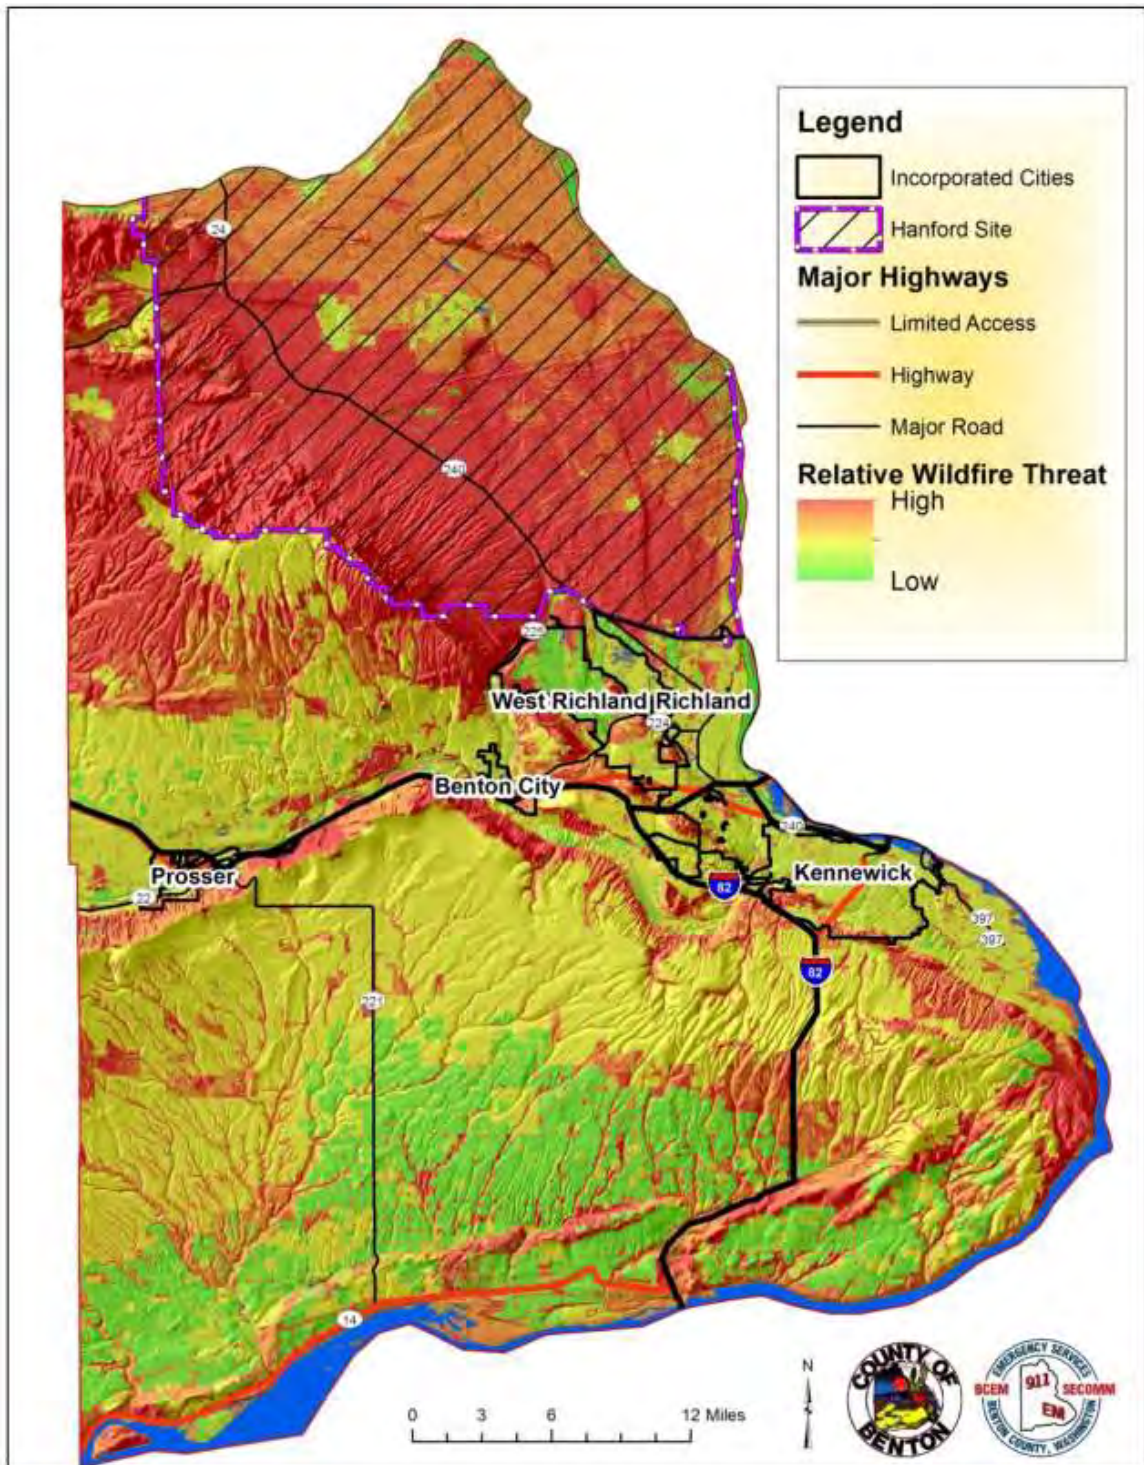 Legend
Incorporated Cities
Hanford Site
Major Highways
Limited Access
Highway
Major Road
Relative Wildfire Threat
High
Low
24
240
225
West Richland
Richland
224
Benton City
240
Prosser
22
82
Kennewick
397
397
82
221
14
0 3 6 12 Miles
N
COUNTY OF
BENTON
EMERGENCY SERVICES
BCEM
911
SECOMM
EM
BENTON COUNTY, WASHINGTON